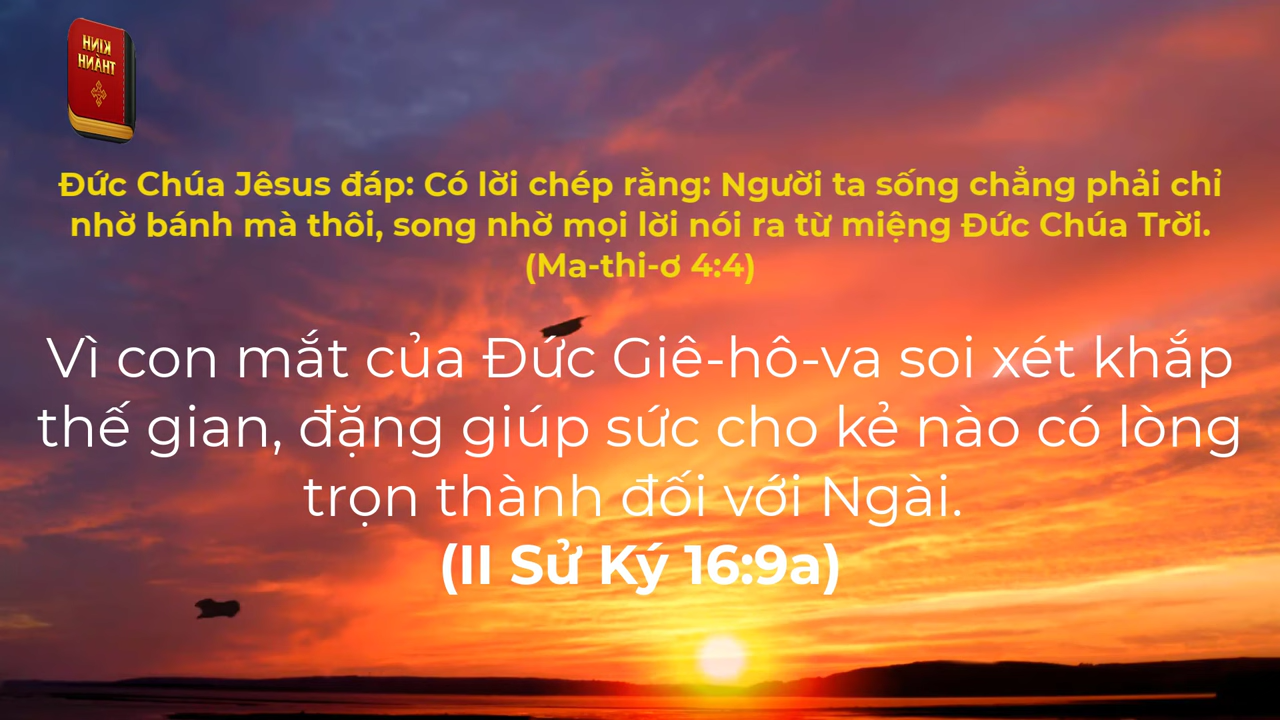 KINH
THÁNH
Đức Chúa Jêsus đáp: Có lời chép rằng: Người ta sống chẳng phải chỉ
nhờ bánh mà thôi, song nhờ mọi lời nói ra từ miệng Đức Chúa Trời.
(Ma-thi-ơ 4:4)
Vì con mắt của Đức Giê-hô-va soi xét khắp
thế gian, đặng giúp sức cho kẻ nào có lòng
trọn thành đối với Ngài.
(II Sử Ký 16:9a)